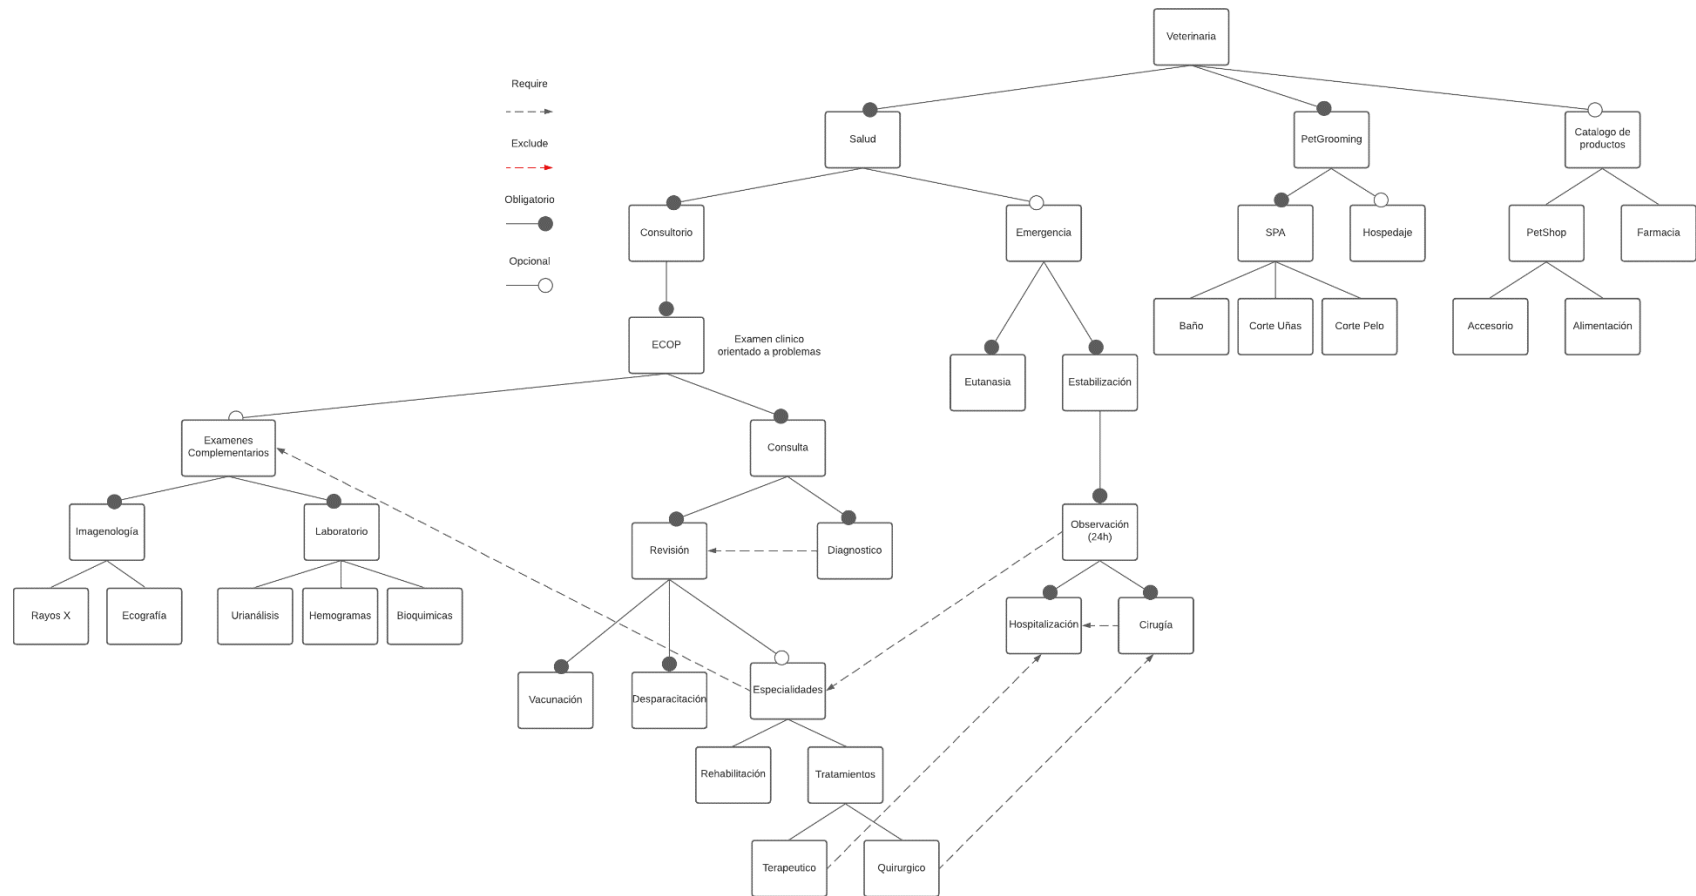 Veterinaria
Require
Exclude
Obligatorio
Opcional
Salud
PetGrooming
Catalogo de
productos
Consultorio
Emergencia
SPA
Hospedaje
PetShop
Farmacia
ECOP
Examen clinico
orientado a problemas
Baño
Corte Uñas
Corte Pelo
Accesorio
Alimentación
Eutanasia
Estabilización
Examenes
Complementarios
Consulta
Imagenología
Laboratorio
Revisión
Diagnostico
Observación
(24h)
Rayos X
Ecografía
Urianálisis
Hemogramas
Bioquimicas
Hospitalización
Cirugía
Vacunación
Desparacitación
Especialidades
Rehabilitación
Tratamientos
Terapeutico
Quirurgico